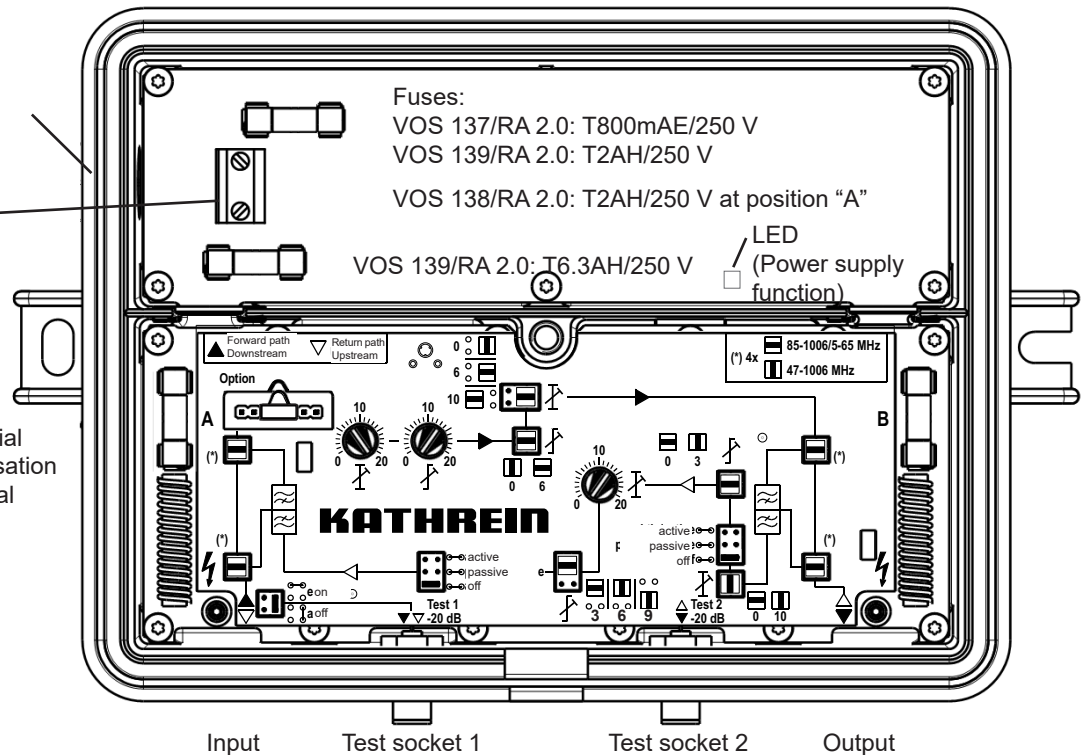 Fuses:
VOS 137/RA 2.0: T800mAE/250 V
VOS 139/RA 2.0: T2AH/250 V
VOS 138/RA 2.0: T2AH/250 V at position “A”
LED
(Power supply
function)
VOS 139/RA 2.0: T6.3AH/250 V
Forward path
Downstream
Return path
Upstream
0
6
10
(*) 4x
85-1006/5-65 MHz
47-1006 MHz
Option
A
B
10
0 20
10
0 20
0 6
10
0 20
0 3
(*)
(*)
(*)
(*)
KATHREIN
active
passive
off
active
passive
off
e
e on
a off
Test 1
-20 dB
3 6 9
Test 2
-20 dB
0 10
Input
Test socket 1
Test socket 2
Output